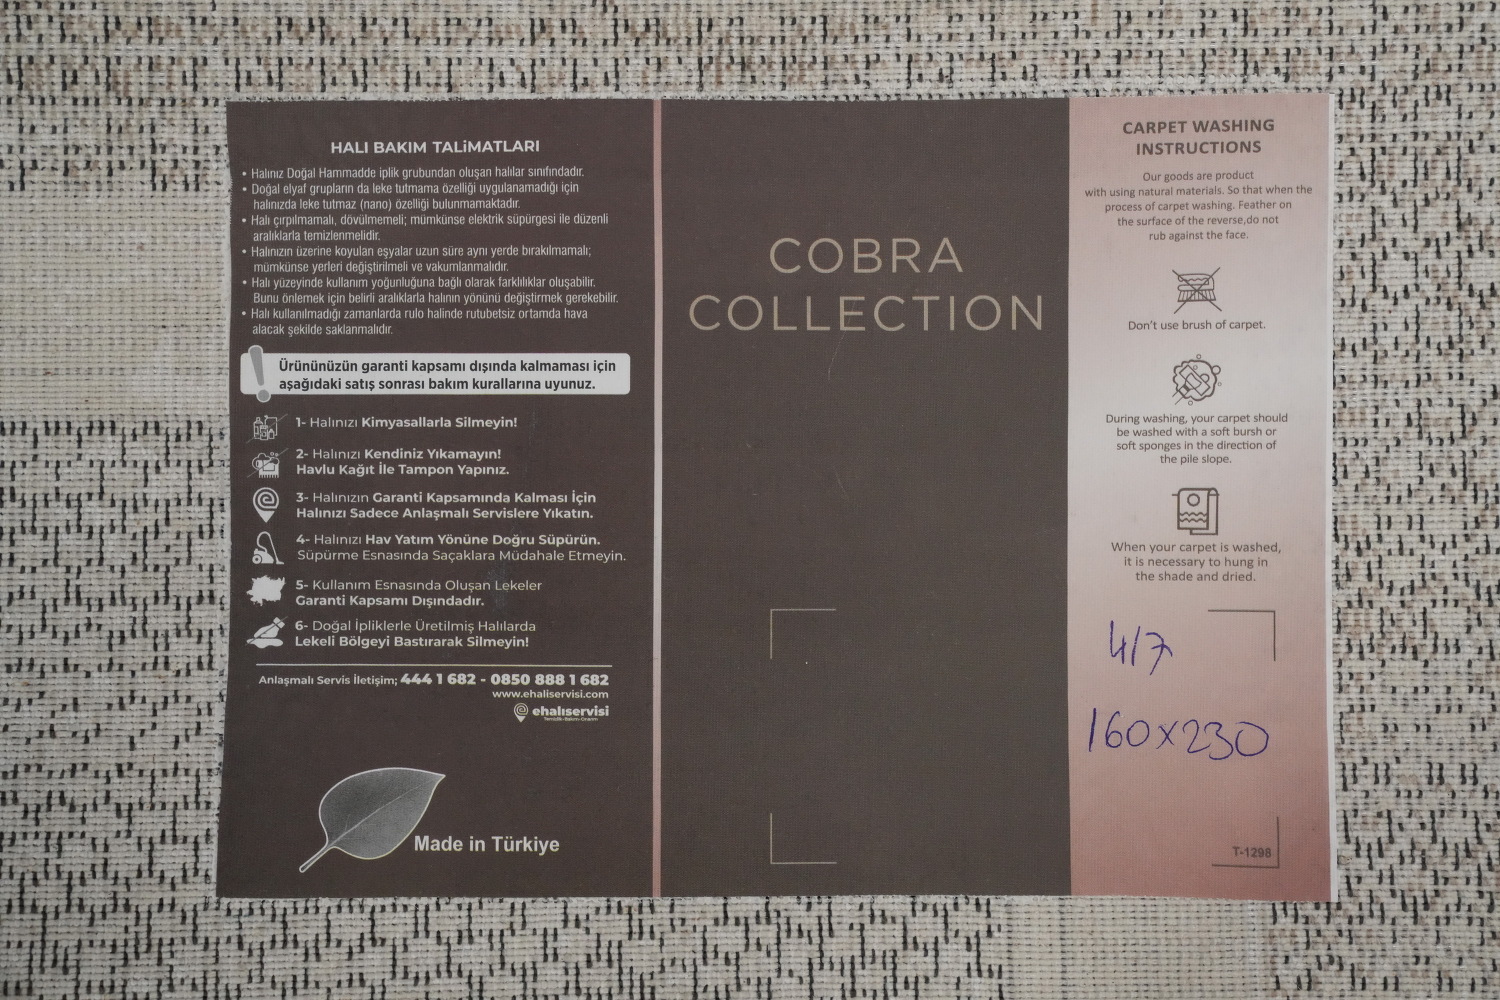 HALI BAKIM TALİMATLARI
• Halınız Doğal Hammadde iplik grubundan oluşan halılar sınıfındadır.
• Doğal elyaf grupların da leke tutmama özelliği uygulanamadığı için
halınızda leke tutmaz (nano) özelliği bulunmamaktadır.
• Halı çırpılmamalı, dövülmemeli; mümkünse elektrik süpürgesi ile düzenli
aralıklarla temizlenmelidir.
• Halınızın üzerine koyulan eşyalar uzun süre aynı yerde bırakılmamalı;
mümkünse yerleri değiştirilmeli ve vakumlanmalıdır.
• Halı yüzeyinde kullanım yoğunluğuna bağlı olarak farklılıklar oluşabilir.
Bunu önlemek için belirli aralıklarla halının yönünü değiştirmek gerekebilir.
• Halı kullanılmadığı zamanlarda rulo halinde rutubetsiz ortamda hava
alacak şekilde saklanmalıdır.
Ürününüzün garanti kapsamı dışında kalmaması için
aşağıdaki satış sonrası bakım kurallarına uyunuz.
1- Halınızı Kimyasallarla Silmeyin!
2- Halınızı Kendiniz Yıkamayın!
Havlu Kağıt İle Tampon Yapınız.
3- Halınızın Garanti Kapsamında Kalması İçin
Halınızı Sadece Anlaşmalı Servislere Yıkatın.
4- Halınızı Hav Yatım Yönüne Doğru Süpürün.
Süpürme Esnasında Saçaklara Müdahale Etmeyin.
5- Kullanım Esnasında Oluşan Lekeler
Garanti Kapsamı Dışındadır.
6- Doğal İpliklerle Üretilmiş Halılarda
Lekeli Bölgeyi Bastırarak Silmeyin!
Anlaşmalı Servis İletişim; 444 1 682 - 0850 888 1 682
www.ehaliservisi.com
ehalıservisi
Temizlik-Bakım-Onarım
Made in Türkiye
COBRA
COLLECTION
CARPET WASHING
INSTRUCTIONS
Our goods are product
with using natural materials. So that when the
process of carpet washing. Feather on
the surface of the reverse,do not
rub against the face.
Don't use brush of carpet.
During washing, your carpet should
be washed with a soft bursh or
soft sponges in the direction of
the pile slope.
When your carpet is washed,
it is necessary to hung in
the shade and dried.
4/7
160x230
T-1298